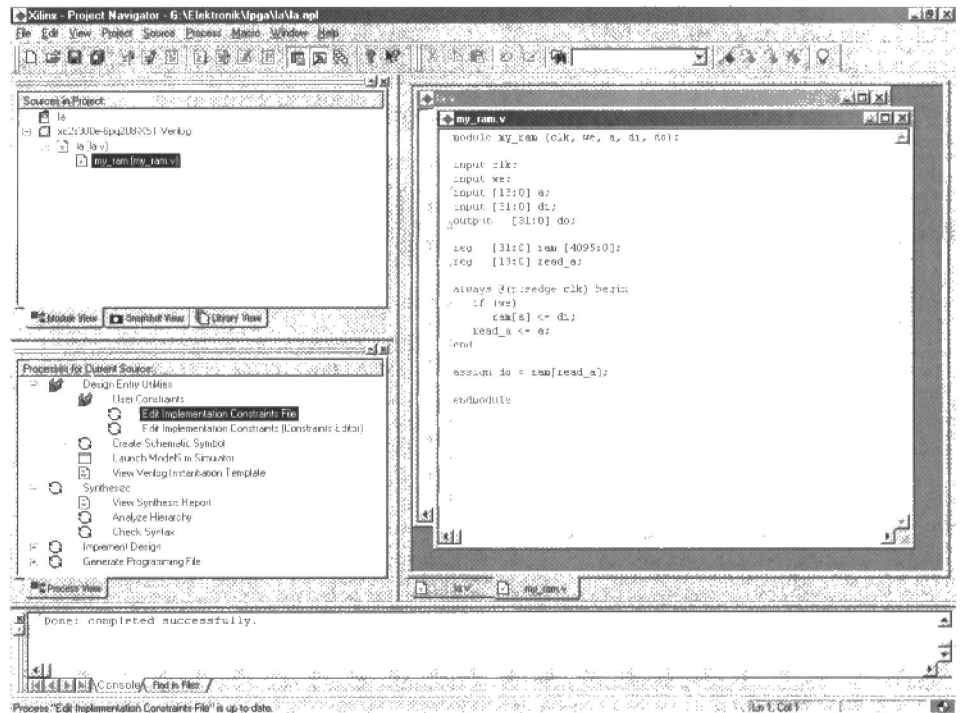 Xilinx - Project Navigator - G:\Elektronik\fpga\la\la.npl
File Edit View Project Source Process Macro Window Help
Sources in Project:
la
xc2s300e-6pq208-XST Verilog
la (la.v)
my_ram (my_ram.v)
Module View Snapshot View Library View
Processes for Current Source:
Design Entry Utilities
User Constraints
Edit Implementation Constraints File
Edit Implementation Constraints (Constraints Editor)
Create Schematic Symbol
Launch ModelSim Simulator
View Verilog Instantiation Template
Synthesize
View Synthesis Report
Analyze Hierarchy
Check Syntax
Implement Design
Generate Programming File
Process View
la.v
my_ram.v
module my_ram (clk, we, a, di, do);
input clk;
input we;
input [13:0] a;
input [31:0] di;
output [31:0] do;
reg [31:0] ram [4095:0];
reg [13:0] read_a;
always @(posedge clk) begin
if (we)
ram[a] <= di;
read_a <= a;
end
assign do = ram[read_a];
endmodule
la.v my_ram.v
Done: completed successfully.
Console Find in Files
Process "Edit Implementation Constraints File" is up to date.
Ln 1, Col 1